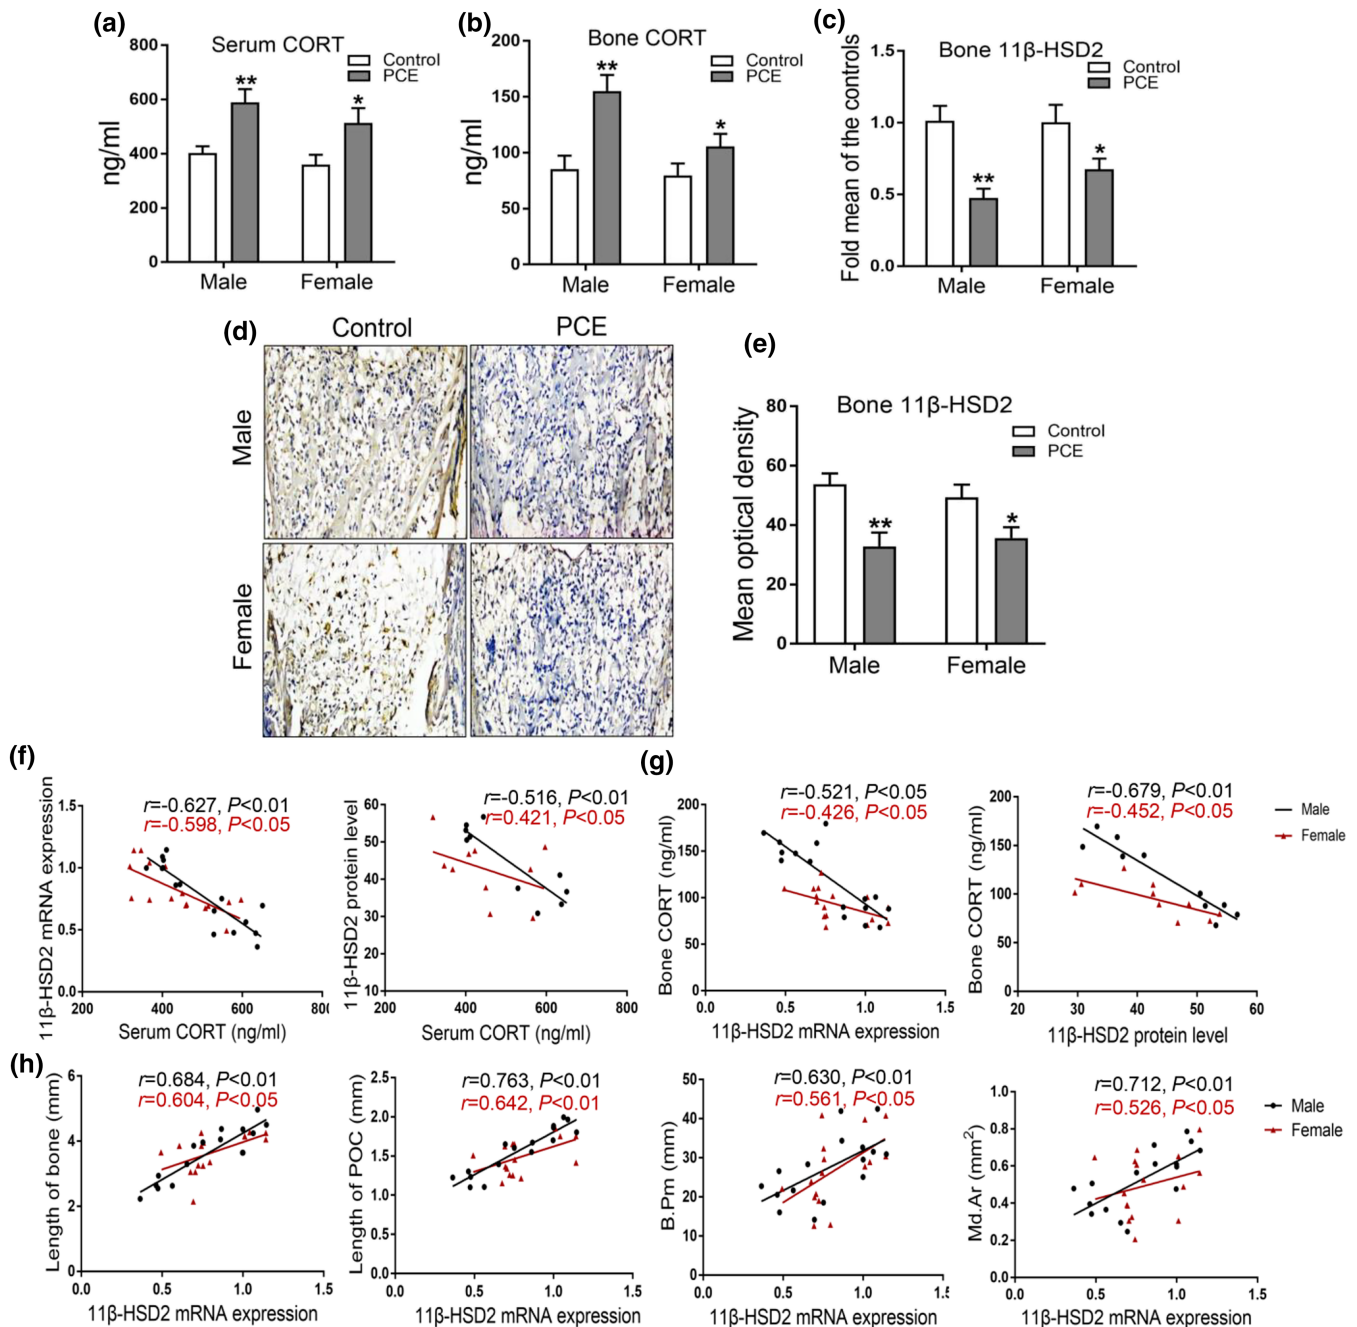 (a)
Serum CORT
Control
PCE
ng/ml
800
600
400
200
0
**
*
Male
Female
(b)
Bone CORT
Control
PCE
ng/ml
200
150
100
50
0
**
*
Male
Female
(c)
Bone 11β-HSD2
Control
PCE
Fold mean of the controls
1.5
1.0
0.5
0.0
**
*
Male
Female
(d)
Control
PCE
Male
Female
(e)
Bone 11β-HSD2
Control
PCE
Mean optical density
80
60
40
20
0
**
*
Male
Female
(f)
r=-0.627, P<0.01
r=-0.598, P<0.05
11β-HSD2 mRNA expression
1.5
1.0
0.5
0.0
200
400
600
800
Serum CORT (ng/ml)
r=-0.516, P<0.01
r=0.421, P<0.05
11β-HSD2 protein level
60
50
40
30
20
10
200
400
600
800
Serum CORT (ng/ml)
(g)
r=-0.521, P<0.05
r=-0.426, P<0.05
Bone CORT (ng/ml)
200
150
100
50
0
0.0
0.5
1.0
1.5
11β-HSD2 mRNA expression
r=-0.679, P<0.01
r=-0.452, P<0.05
Bone CORT (ng/ml)
200
150
100
50
0
20
30
40
50
60
11β-HSD2 protein level
Male
Female
(h)
r=0.684, P<0.01
r=0.604, P<0.05
Length of bone (mm)
6
4
2
0
0.0
0.5
1.0
1.5
11β-HSD2 mRNA expression
r=0.763, P<0.01
r=0.642, P<0.01
Length of POC (mm)
2.5
2.0
1.5
1.0
0.5
0.0
0.0
0.5
1.0
1.5
11β-HSD2 mRNA expression
r=0.630, P<0.01
r=0.561, P<0.05
B.Pm (mm)
50
40
30
20
10
0
0.0
0.5
1.0
1.5
11β-HSD2 mRNA expression
r=0.712, P<0.01
r=0.526, P<0.05
Md.Ar (mm²)
1.0
0.8
0.6
0.4
0.2
0.0
0.0
0.5
1.0
1.5
11β-HSD2 mRNA expression
Male
Female